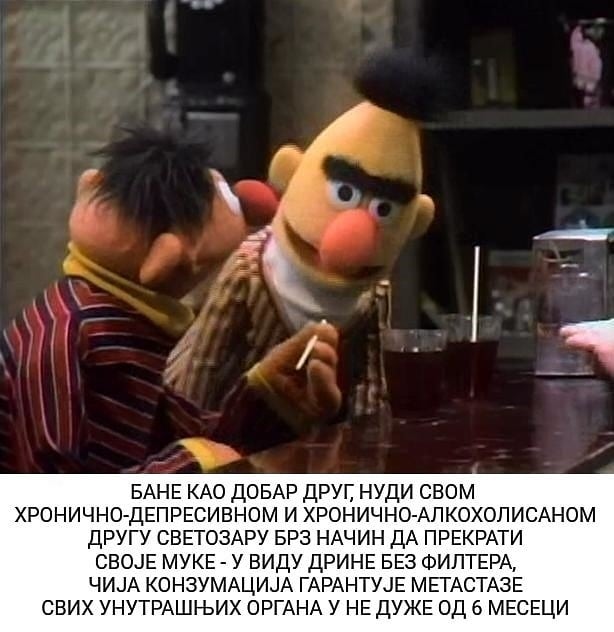 БАНЕ КАО ДОБАР ДРУГ, НУДИ СВОМ
ХРОНИЧНО-ДЕПРЕСИВНОМ И ХРОНИЧНО-АЛКОХОЛИСАНОМ
ДРУГУ СВЕТОЗАРУ БРЗ НАЧИН ДА ПРЕКРАТИ
СВОЈЕ МУКЕ - У ВИДУ ДРИНЕ БЕЗ ФИЛТЕРА,
ЧИЈА КОНЗУМАЦИЈА ГАРАНТУЈЕ МЕТАСТАЗЕ
СВИХ УНУТРАШЊИХ ОРГАНА У НЕ ДУЖЕ ОД 6 МЕСЕЦИ